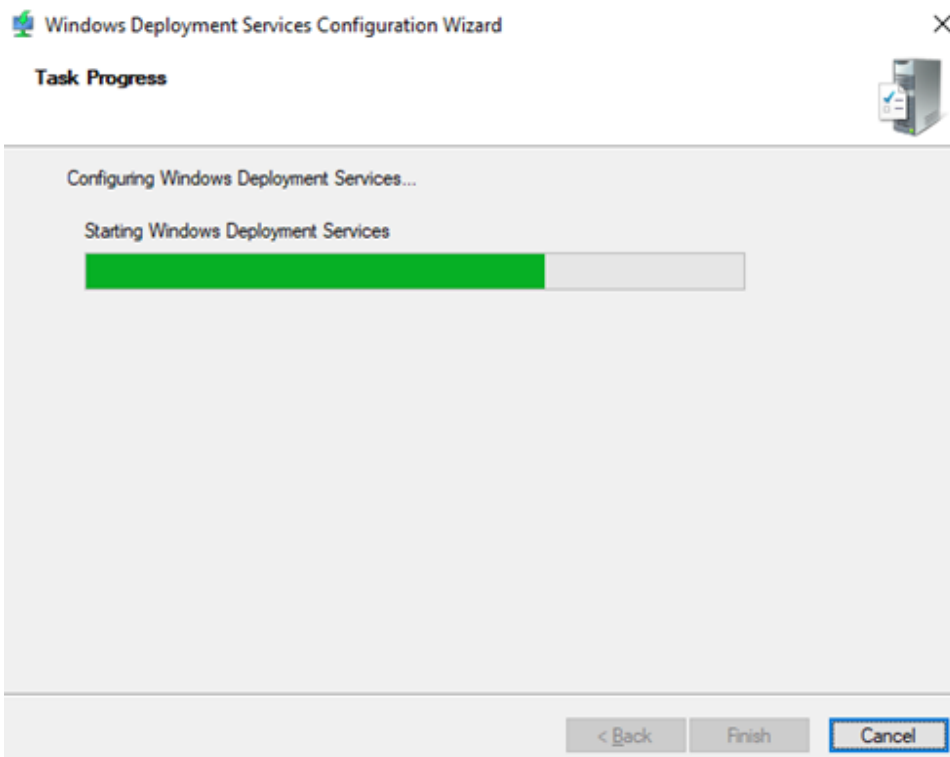 Windows Deployment Services Configuration Wizard
Task Progress
Configuring Windows Deployment Services...
Starting Windows Deployment Services
< Back Finish Cancel